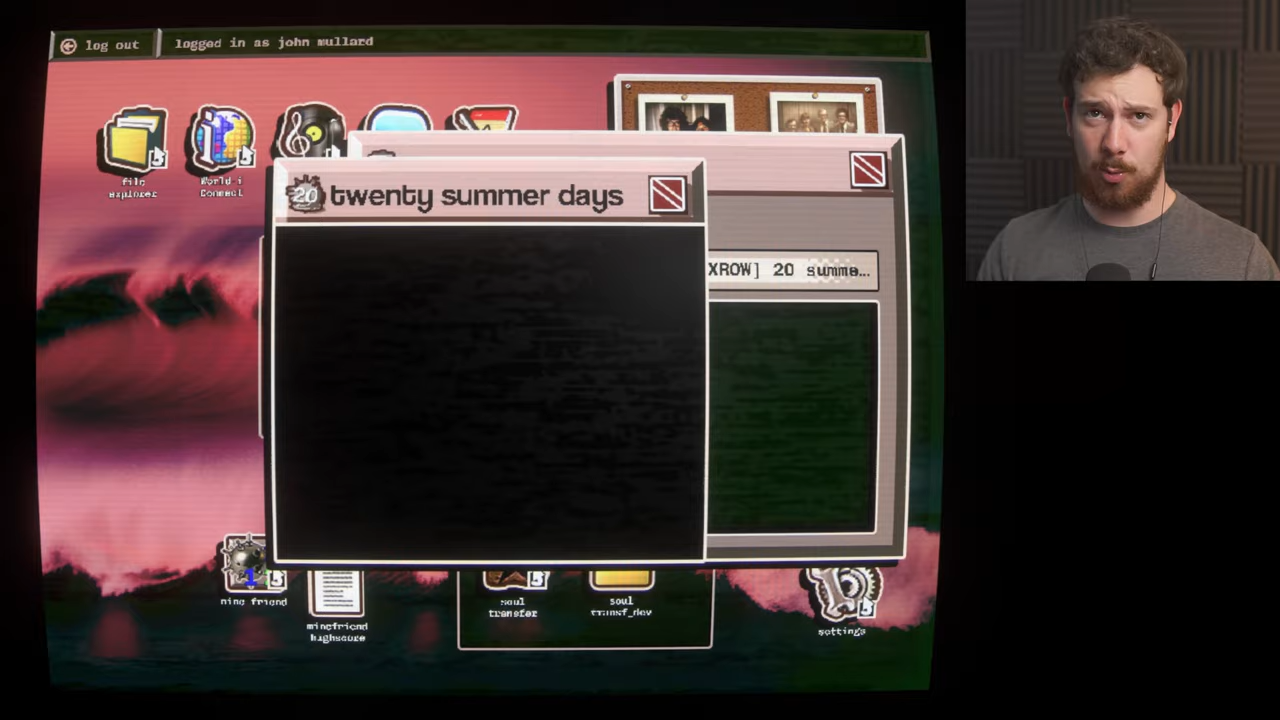 log out
logged in as john mullard
file
explorer
World i
Connect
20
twenty summer days
XROW] 20 summe…
mine friend
minefriend
highscore
soul
transfer
soul
transf_dev
settings